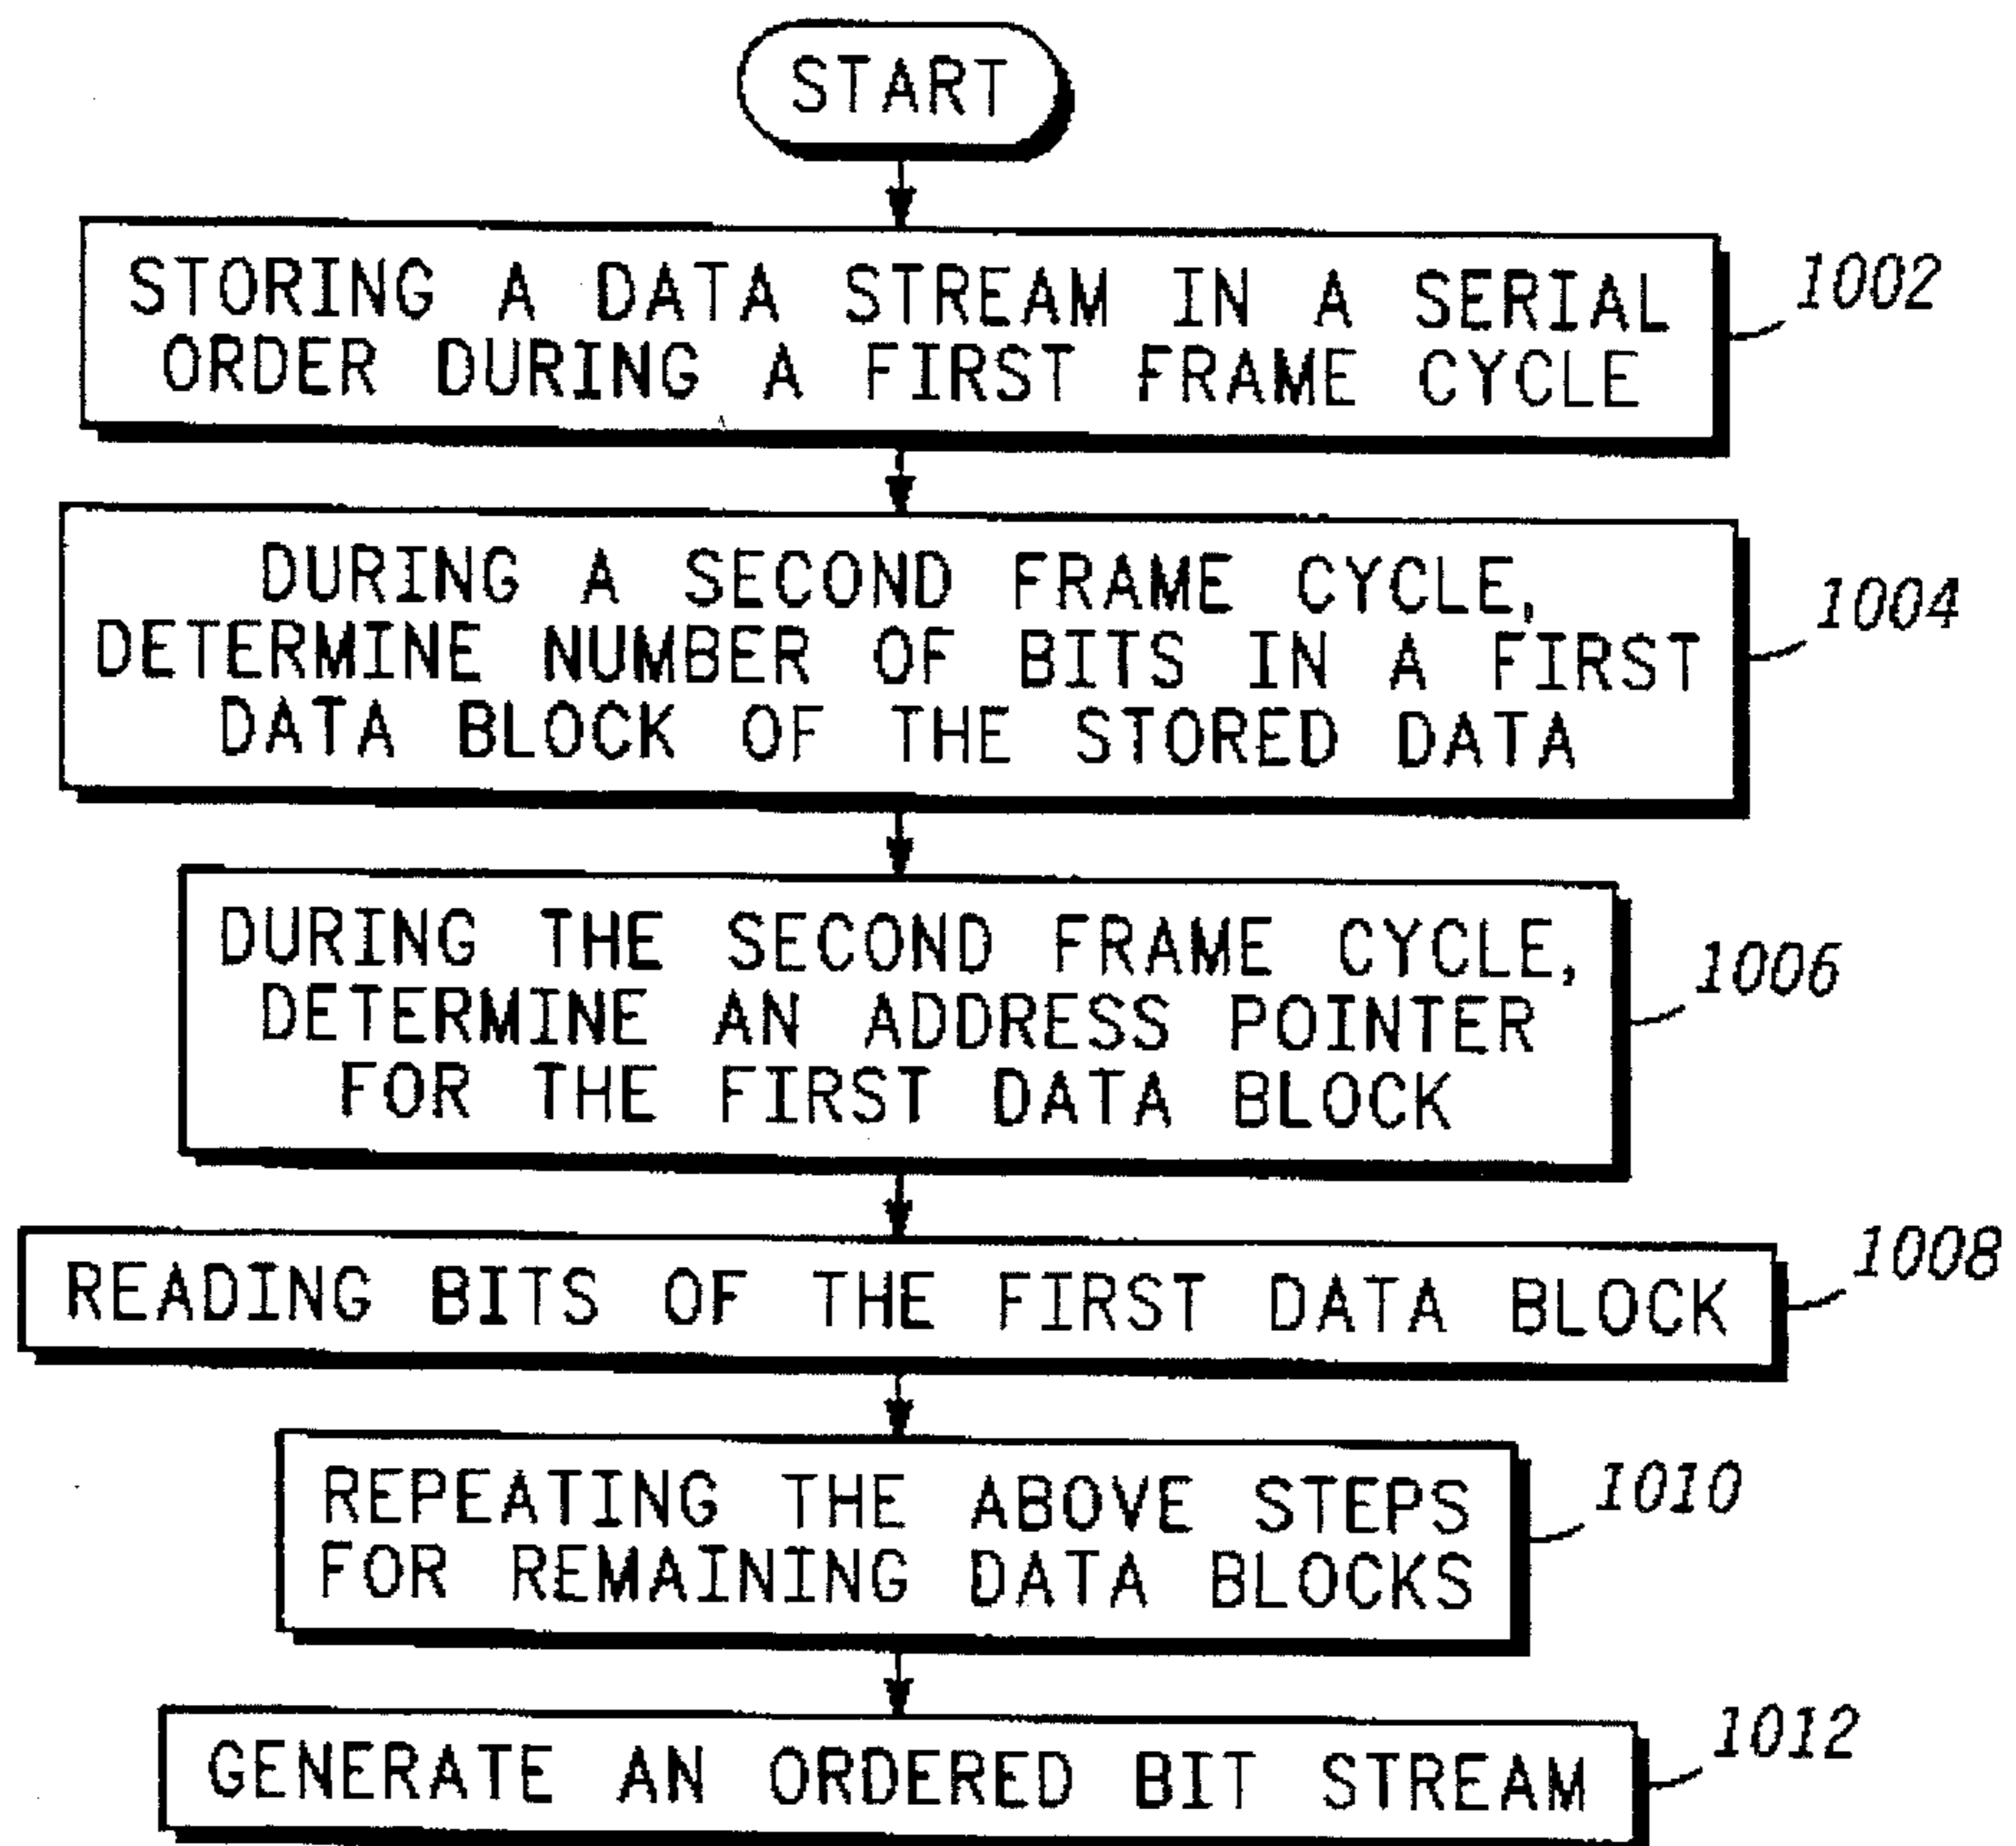 START
STORING A DATA STREAM IN A SERIAL
ORDER DURING A FIRST FRAME CYCLE
1002
DURING A SECOND FRAME CYCLE,
DETERMINE NUMBER OF BITS IN A FIRST
DATA BLOCK OF THE STORED DATA
1004
DURING THE SECOND FRAME CYCLE,
DETERMINE AN ADDRESS POINTER
FOR THE FIRST DATA BLOCK
1006
READING BITS OF THE FIRST DATA BLOCK
1008
REPEATING THE ABOVE STEPS
FOR REMAINING DATA BLOCKS
1010
GENERATE AN ORDERED BIT STREAM
1012